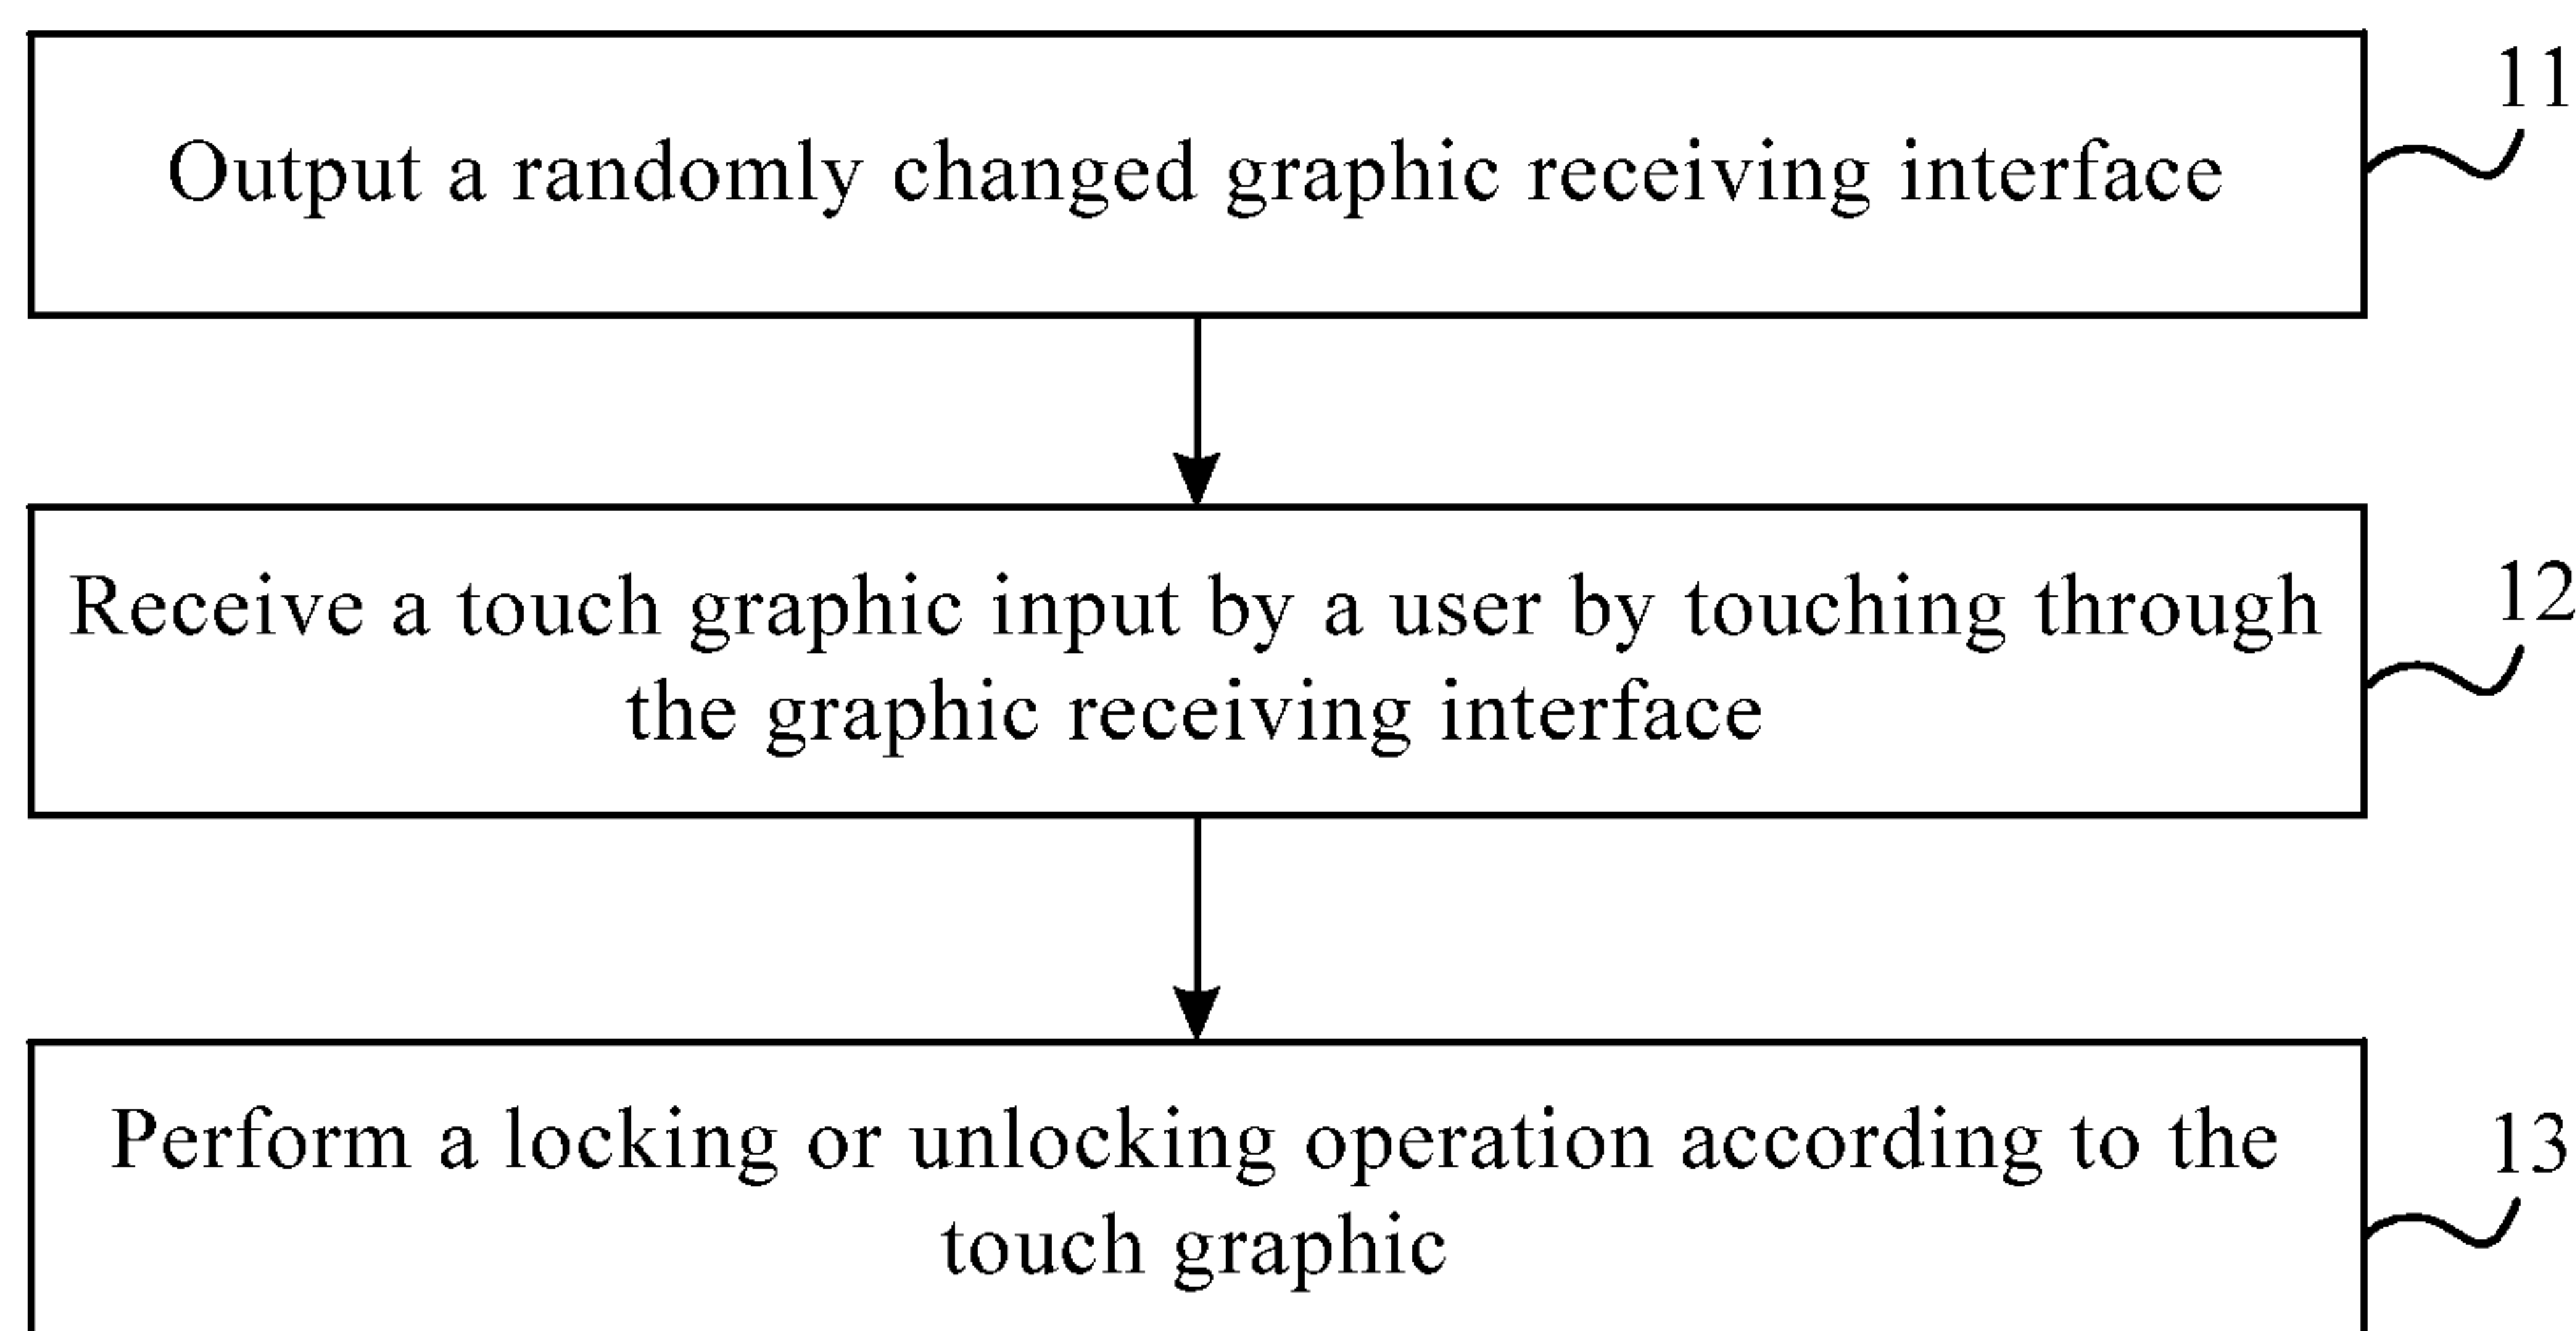 11
Output a randomly changed graphic receiving interface
12
Receive a touch graphic input by a user by touching through
the graphic receiving interface
13
Perform a locking or unlocking operation according to the
touch graphic